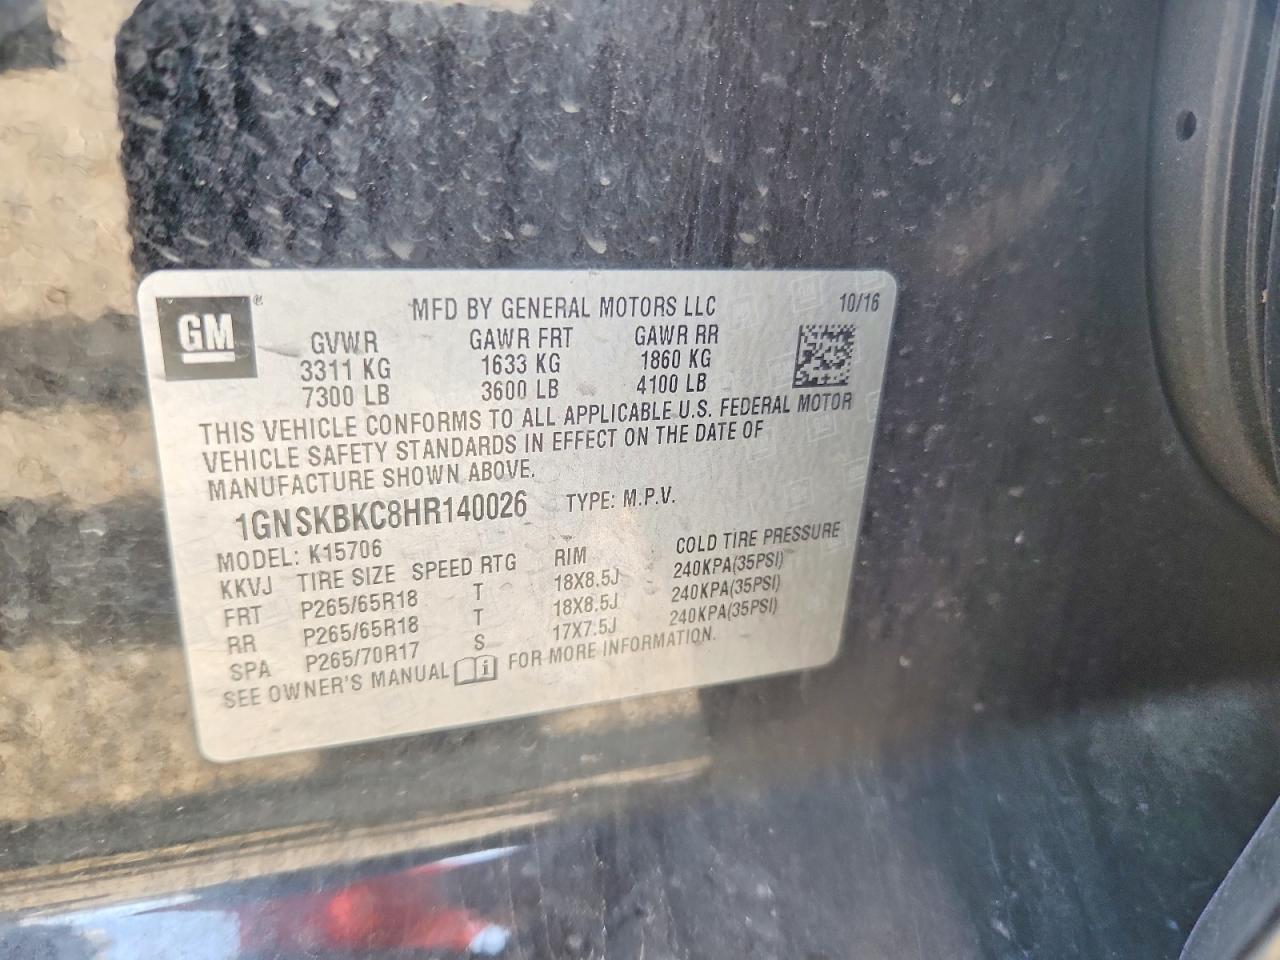 GM®
MFD BY GENERAL MOTORS LLC 10/16
GVWR GAWR FRT GAWR RR
3311 KG 1633 KG 1860 KG
7300 LB 3600 LB 4100 LB
THIS VEHICLE CONFORMS TO ALL APPLICABLE U.S. FEDERAL MOTOR
VEHICLE SAFETY STANDARDS IN EFFECT ON THE DATE OF
MANUFACTURE SHOWN ABOVE.
1GNSKBKC8HR140026 TYPE: M.P.V.
MODEL: K15706
KKVJ TIRE SIZE SPEED RTG RIM COLD TIRE PRESSURE
FRT P265/65R18 T 18X8.5J 240KPA(35PSI)
RR P265/65R18 T 18X8.5J 240KPA(35PSI)
SPA P265/70R17 S 17X7.5J 240KPA(35PSI)
SEE OWNER'S MANUAL i FOR MORE INFORMATION.